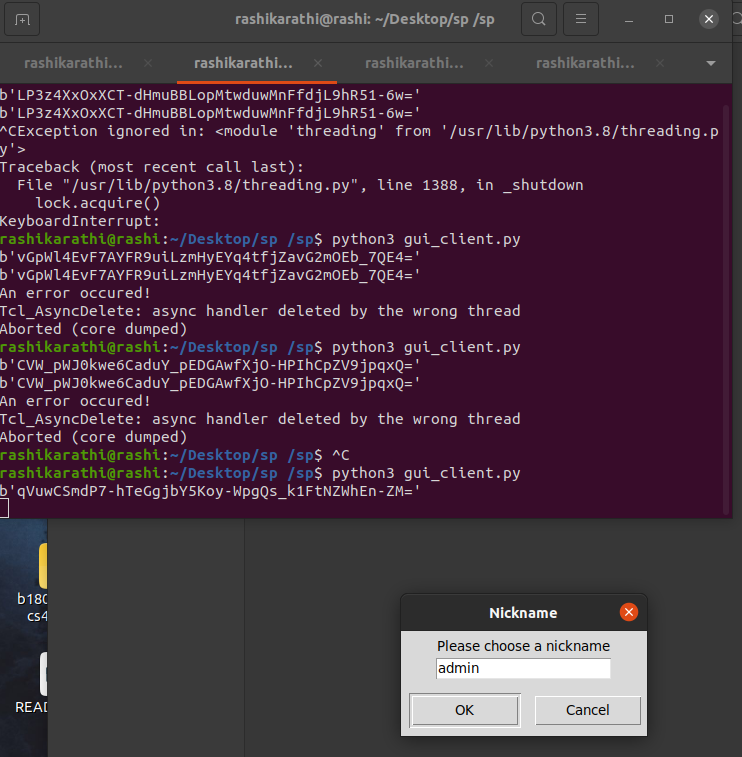 rashikarathi@rashi: ~/Desktop/sp /sp
rashikarathi... × rashikarathi... × rashikarathi... × rashikarathi... ×
b'LP3z4XxOxXCT-dHmuBBLopMtwduwMnFfdjL9hR51-6w='
b'LP3z4XxOxXCT-dHmuBBLopMtwduwMnFfdjL9hR51-6w='
^CException ignored in: <module 'threading' from '/usr/lib/python3.8/threading.p
y'>
Traceback (most recent call last):
  File "/usr/lib/python3.8/threading.py", line 1388, in _shutdown
    lock.acquire()
KeyboardInterrupt:
rashikarathi@rashi:~/Desktop/sp /sp$ python3 gui_client.py
b'vGpWl4EvF7AYFR9uiLzmHyEYq4tfjZavG2mOEb_7QE4='
b'vGpWl4EvF7AYFR9uiLzmHyEYq4tfjZavG2mOEb_7QE4='
An error occured!
Tcl_AsyncDelete: async handler deleted by the wrong thread
Aborted (core dumped)
rashikarathi@rashi:~/Desktop/sp /sp$ python3 gui_client.py
b'CVW_pWJ0kwe6CaduY_pEDGAwfXjO-HPIhCpZV9jpqxQ='
b'CVW_pWJ0kwe6CaduY_pEDGAwfXjO-HPIhCpZV9jpqxQ='
An error occured!
Tcl_AsyncDelete: async handler deleted by the wrong thread
Aborted (core dumped)
rashikarathi@rashi:~/Desktop/sp /sp$ ^C
rashikarathi@rashi:~/Desktop/sp /sp$ python3 gui_client.py
b'qVuwCSmdP7-hTeGgjbY5Koy-WpgQs_k1FtNZWhEn-ZM='
b180
cs4
READ
Nickname
Please choose a nickname
admin
OK Cancel